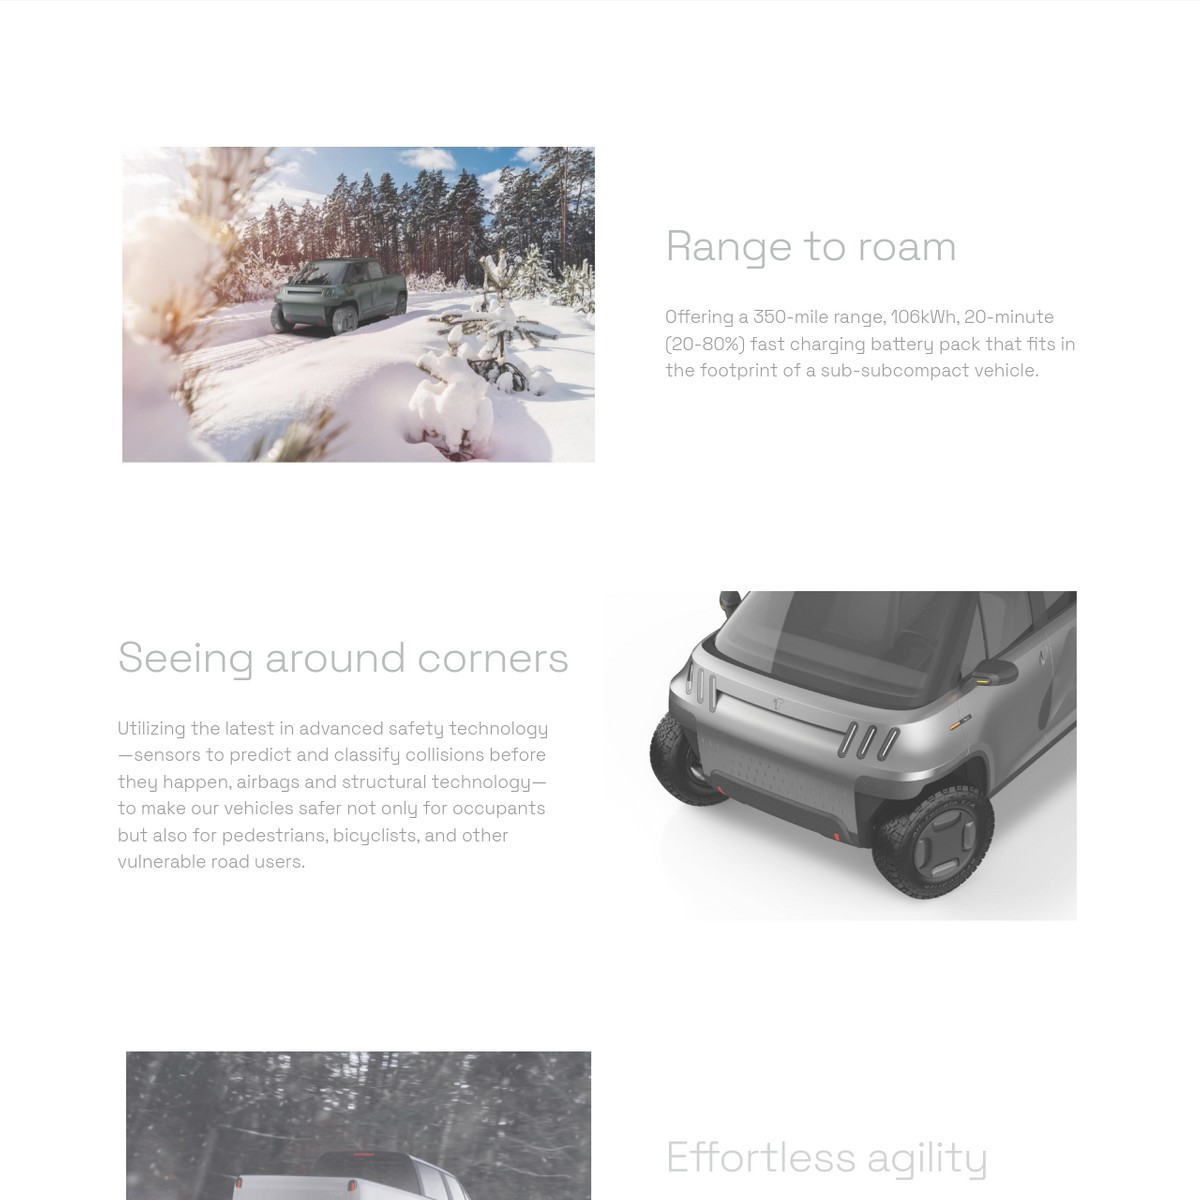 Range to roam
Offering a 350-mile range, 106kWh, 20-minute
(20-80%) fast charging battery pack that fits in
the footprint of a sub-subcompact vehicle.
Seeing around corners
Utilizing the latest in advanced safety technology
—sensors to predict and classify collisions before
they happen, airbags and structural technology—
to make our vehicles safer not only for occupants
but also for pedestrians, bicyclists, and other
vulnerable road users.
Effortless agility